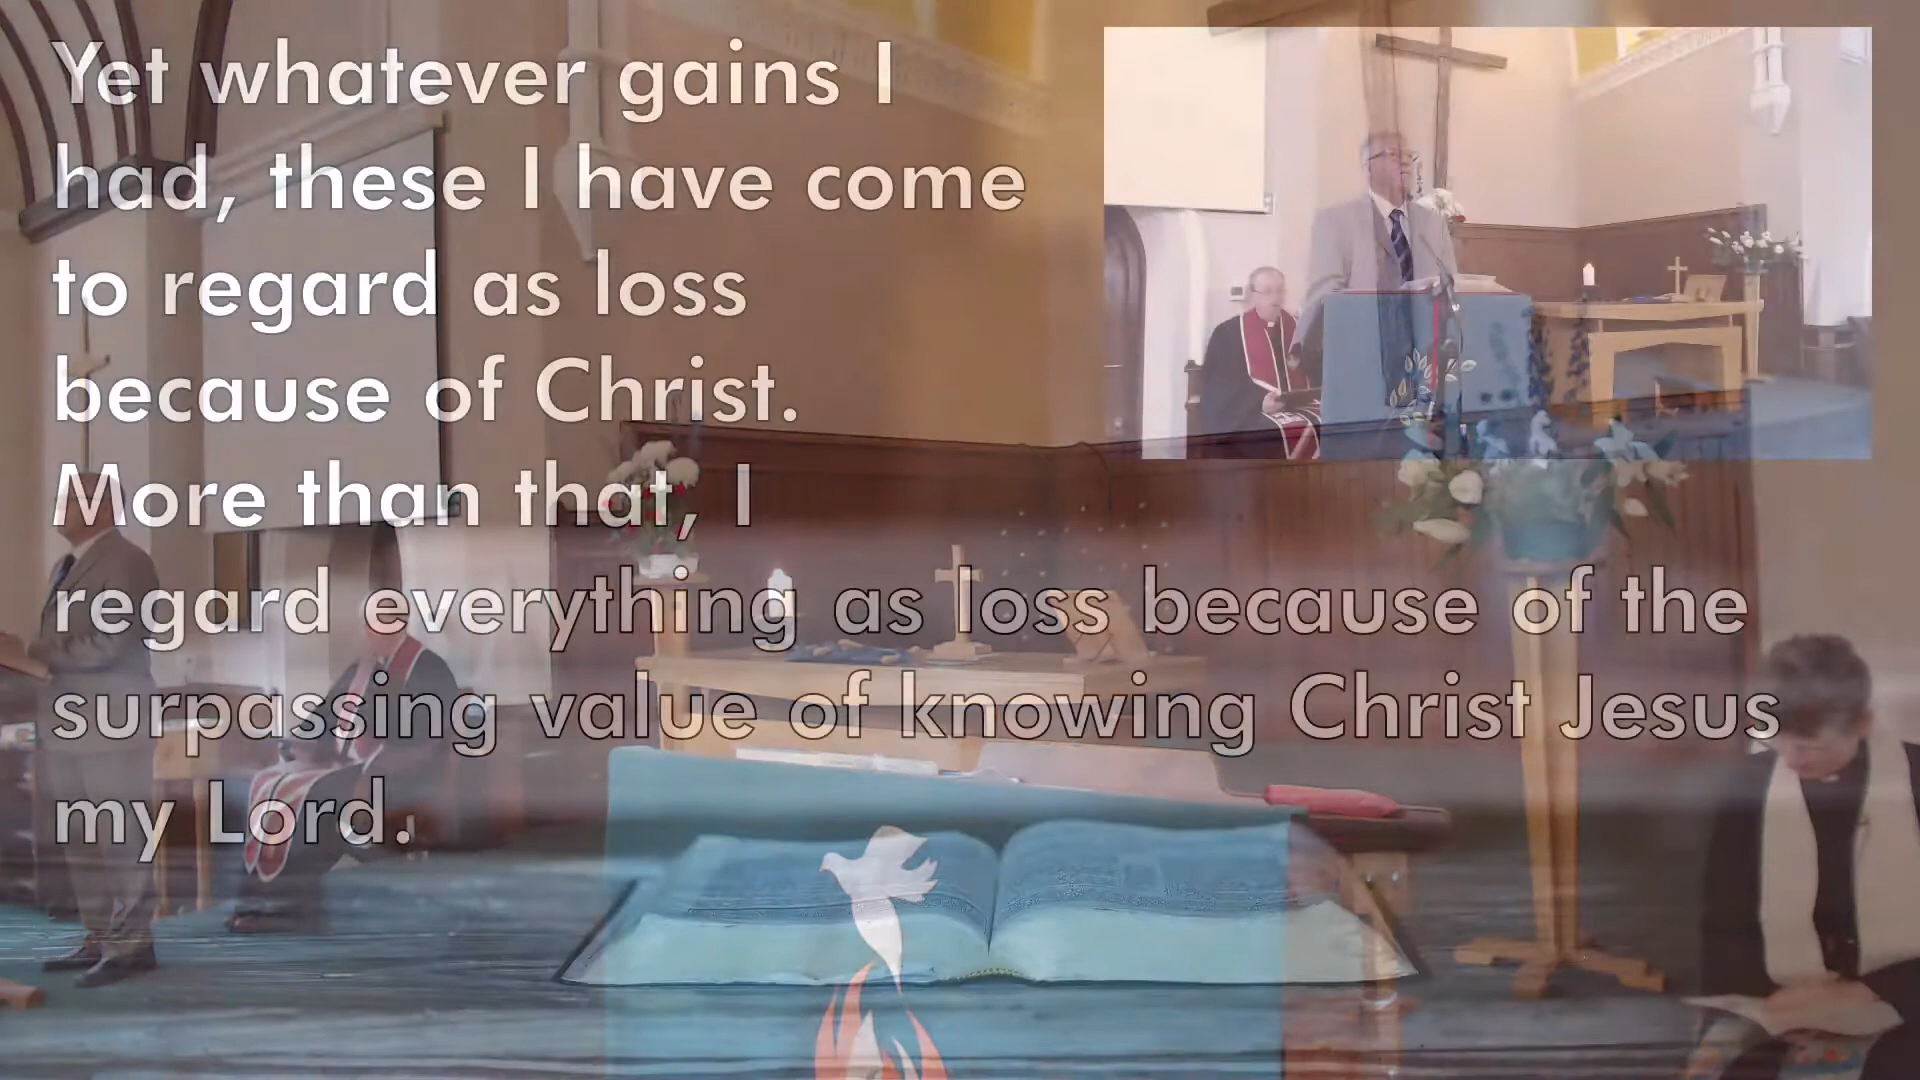 Yet whatever gains I
had, these I have come
to regard as loss
because of Christ.
More than that, I
regard everything as loss because of the
surpassing value of knowing Christ Jesus
my Lord.